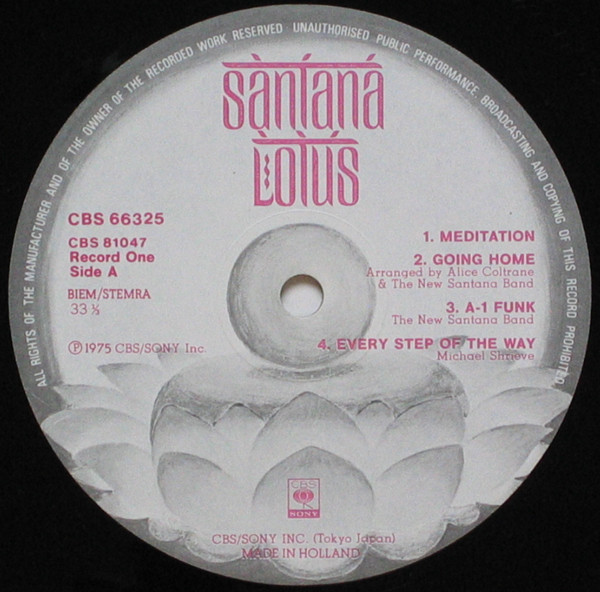 ALL RIGHTS OF THE MANUFACTURER AND OF THE OWNER OF THE RECORDED WORK RESERVED UNAUTHORISED PUBLIC PERFORMANCE BROADCASTING AND COPYING OF THIS RECORD PROHIBITED
Santana
Lotus
CBS 66325
CBS 81047
Record One
Side A
BIEM/STEMRA
33 ⅓
℗ 1975 CBS/SONY Inc.
1. MEDITATION
2. GOING HOME
Arranged by Alice Coltrane
& The New Santana Band
3. A-1 FUNK
The New Santana Band
4. EVERY STEP OF THE WAY
Michael Shrieve
CBS
SONY
CBS/SONY INC. (Tokyo Japan)
MADE IN HOLLAND